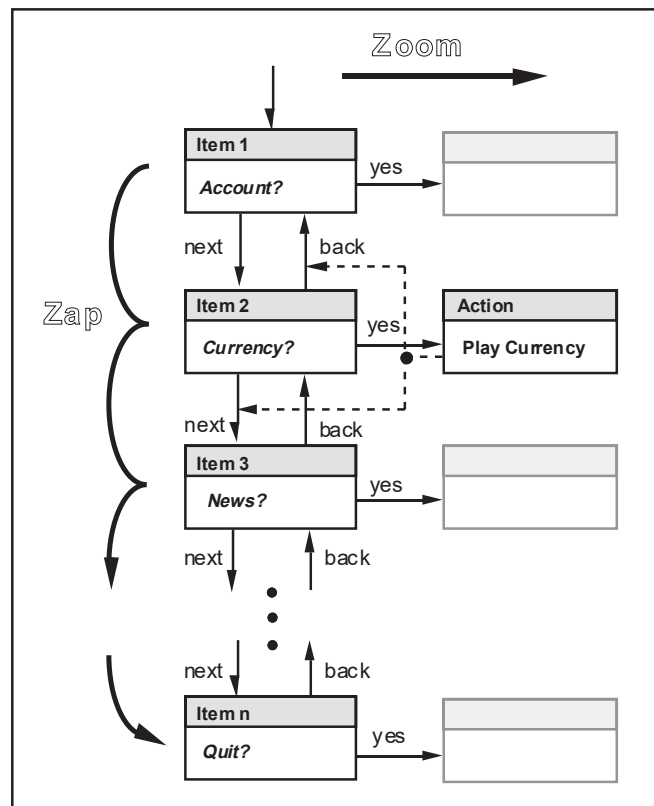 Zoom
Item 1
Account?
yes
next
back
Zap
Item 2
Currency?
yes
Action
Play Currency
next
back
Item 3
News?
yes
next
back
next
back
Item n
Quit?
yes